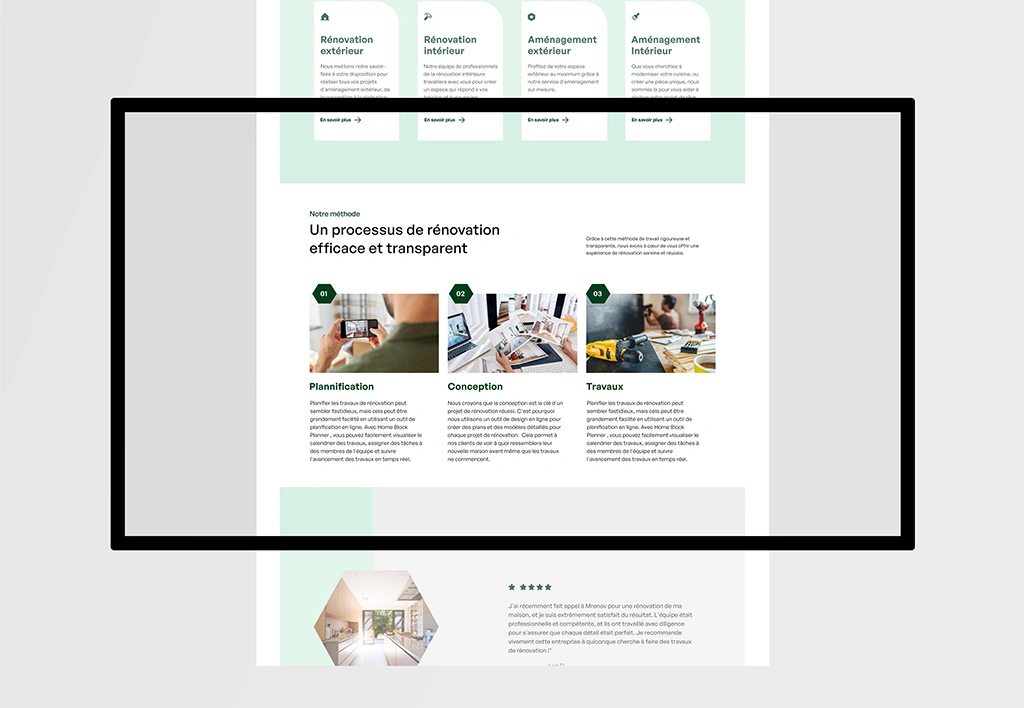 Rénovation
extérieur
Nous mettons notre savoir-
faire à votre disposition pour
réaliser tous vos projets
d'aménagement extérieur, de
la conception à la réalisation.
En savoir plus
Rénovation
intérieur
Notre équipe de professionnels
de la rénovation intérieure
travaillera avec vous pour créer
un espace qui répond à vos
En savoir plus
Aménagement
extérieur
Profitez de votre espace
extérieur au maximum grâce à
notre service d'aménagement
sur mesure.
En savoir plus
Aménagement
Intérieur
Que vous cherchiez à
moderniser votre cuisine, ou
créer une pièce unique, nous
sommes là pour vous aider à
En savoir plus
Notre méthode
Un processus de rénovation
efficace et transparent
Grâce à cette méthode de travail rigoureuse et
transparente, nous avons à cœur de vous offrir une
expérience de rénovation sereine et réussie.
01
Plannification
Planifier les travaux de rénovation peut
sembler fastidieux, mais cela peut être
grandement facilité en utilisant un outil de
planification en ligne. Avec Home Block
Planner , vous pouvez facilement visualiser le
calendrier des travaux, assigner des tâches à
des membres de l'équipe et suivre
l'avancement des travaux en temps réel.
02
Conception
Nous croyons que la conception est la clé d'un
projet de rénovation réussi. C'est pourquoi
nous utilisons un outil de design en ligne pour
créer des plans et des modèles détaillés pour
chaque projet de rénovation. Cela permet à
nos clients de voir à quoi ressemblera leur
nouvelle maison avant même que les travaux
ne commencent.
03
Travaux
Planifier les travaux de rénovation peut
sembler fastidieux, mais cela peut être
grandement facilité en utilisant un outil de
planification en ligne. Avec Home Block
Planner , vous pouvez facilement visualiser le
calendrier des travaux, assigner des tâches à
des membres de l'équipe et suivre
l'avancement des travaux en temps réel.
J'ai récemment fait appel à Mrenov pour une rénovation de ma
maison, et je suis extrêmement satisfait du résultat. L'équipe était
professionnelle et compétente, et ils ont travaillé avec diligence
pour s'assurer que chaque détail était parfait. Je recommande
vivement cette entreprise à quiconque cherche à faire des travaux
de rénovation !"